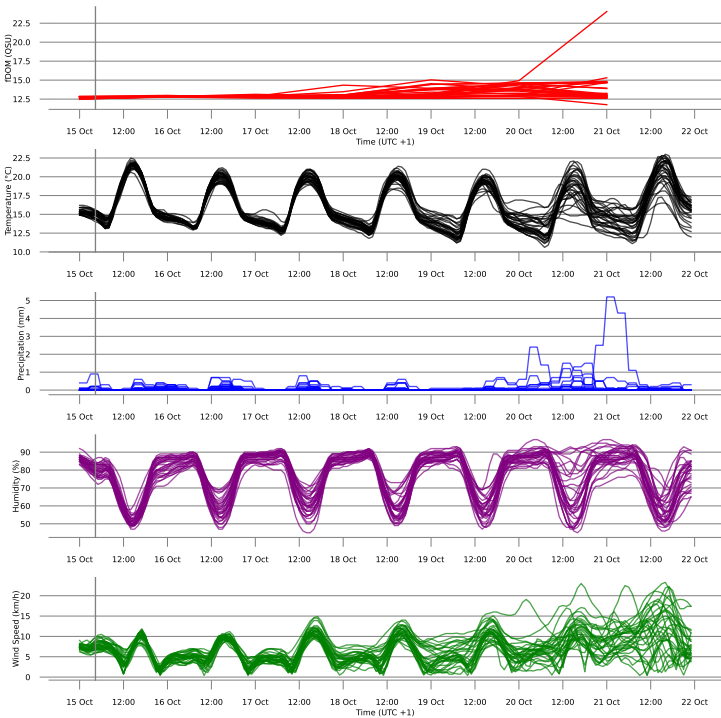 fDOM (QSU)
22.5
20.0
17.5
15.0
12.5
15 Oct 12:00 16 Oct 12:00 17 Oct 12:00 18 Oct 12:00 19 Oct 12:00 20 Oct 12:00 21 Oct 12:00 22 Oct
Time (UTC +1)
Temperature (°C)
22.5
20.0
17.5
15.0
12.5
10.0
15 Oct 12:00 16 Oct 12:00 17 Oct 12:00 18 Oct 12:00 19 Oct 12:00 20 Oct 12:00 21 Oct 12:00 22 Oct
Precipitation (mm)
5
4
3
2
1
0
15 Oct 12:00 16 Oct 12:00 17 Oct 12:00 18 Oct 12:00 19 Oct 12:00 20 Oct 12:00 21 Oct 12:00 22 Oct
Humidity (%)
90
80
70
60
50
15 Oct 12:00 16 Oct 12:00 17 Oct 12:00 18 Oct 12:00 19 Oct 12:00 20 Oct 12:00 21 Oct 12:00 22 Oct
Wind Speed (km/h)
20
15
10
5
0
15 Oct 12:00 16 Oct 12:00 17 Oct 12:00 18 Oct 12:00 19 Oct 12:00 20 Oct 12:00 21 Oct 12:00 22 Oct
Time (UTC +1)